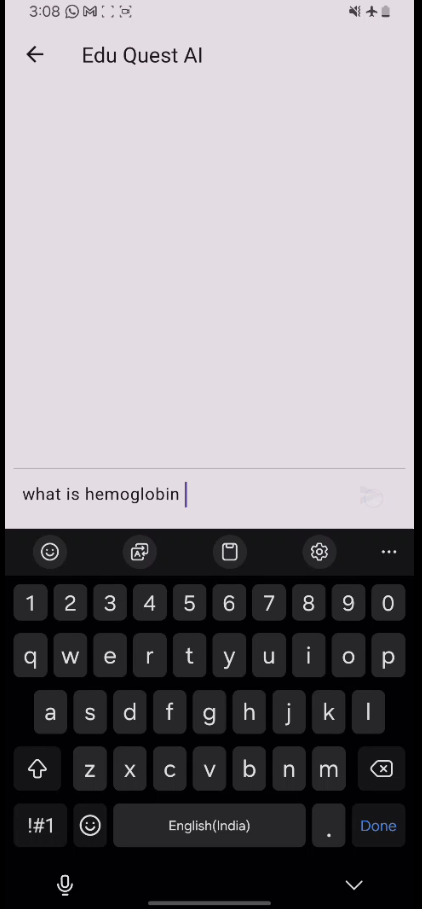 3:08
Edu Quest AI
what is hemoglobin
1 2 3 4 5 6 7 8 9 0
q w e r t y u i o p
a s d f g h j k l
z x c v b n m
!#1 English(India) . Done